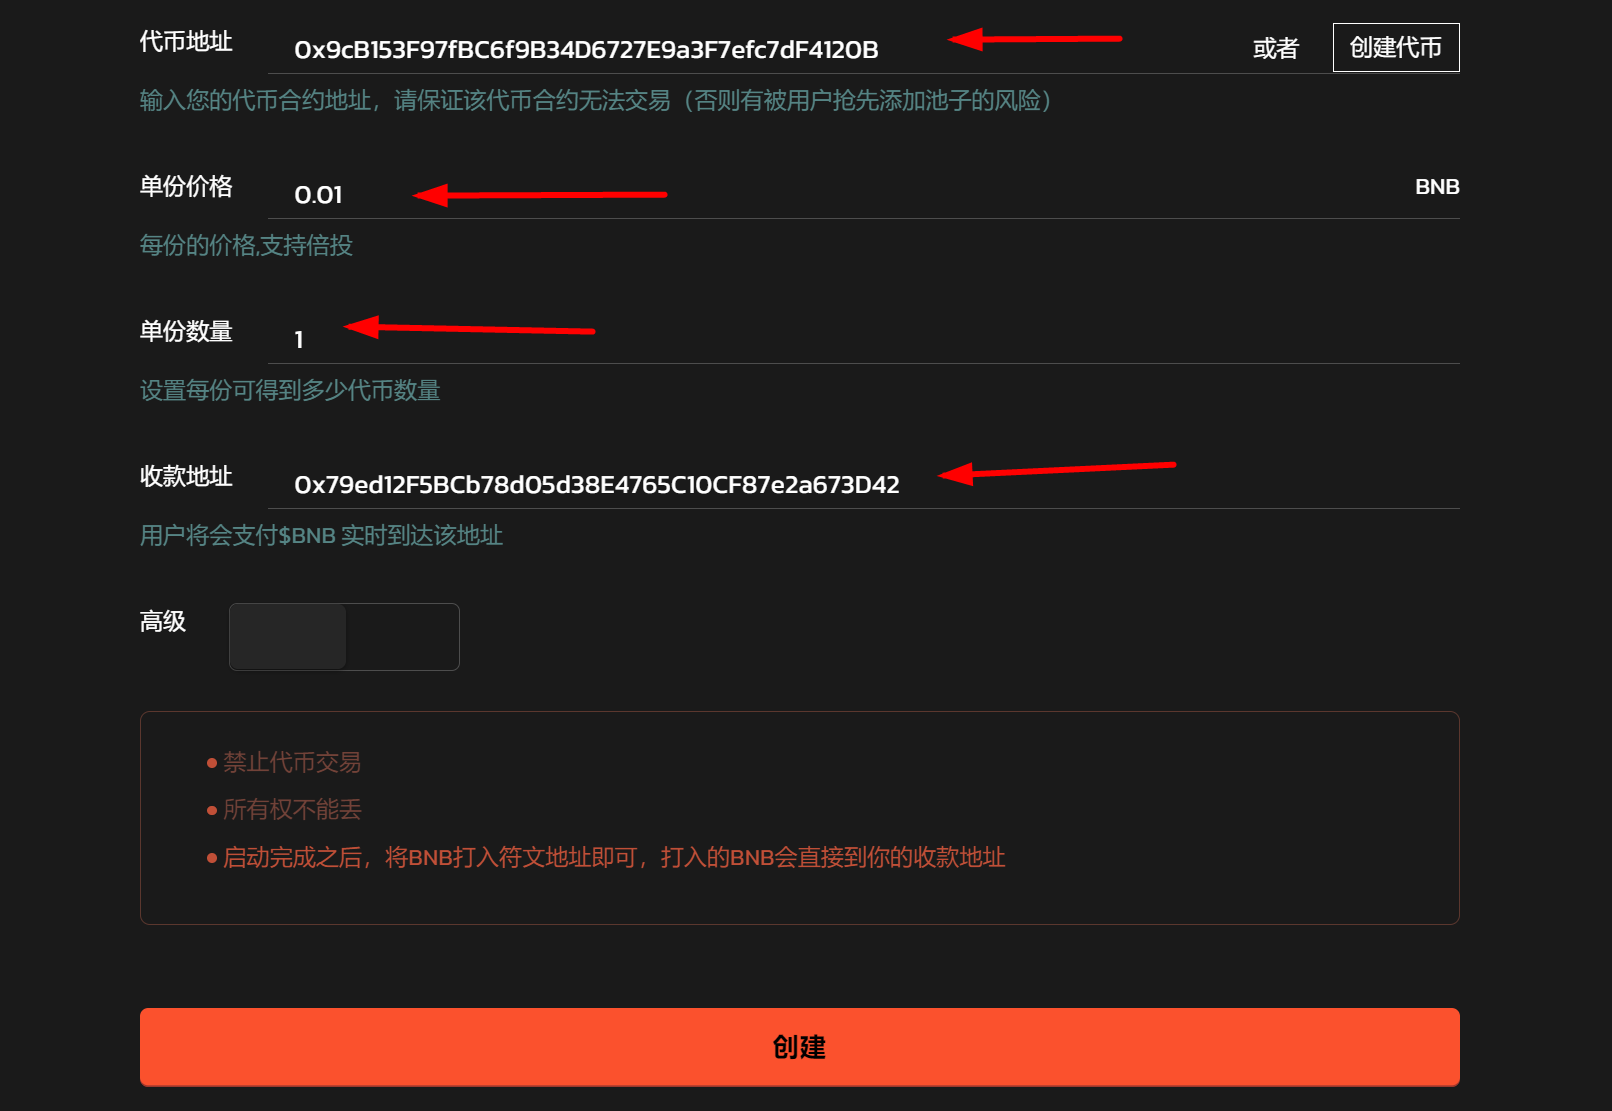 代币地址 0x9cB153F97fBC6f9B34D6727E9a3F7efc7dF4120B 或者 创建代币
输入您的代币合约地址，请保证该代币合约无法交易（否则有被用户抢先添加池子的风险）
单份价格 0.01 BNB
每份的价格,支持倍投
单份数量 1
设置每份可得到多少代币数量
收款地址 0x79ed12F5BCb78d05d38E4765C10CF87e2a673D42
用户将会支付$BNB 实时到达该地址
高级
禁止代币交易
所有权不能丢
启动完成之后，将BNB打入符文地址即可，打入的BNB会直接到你的收款地址
创建